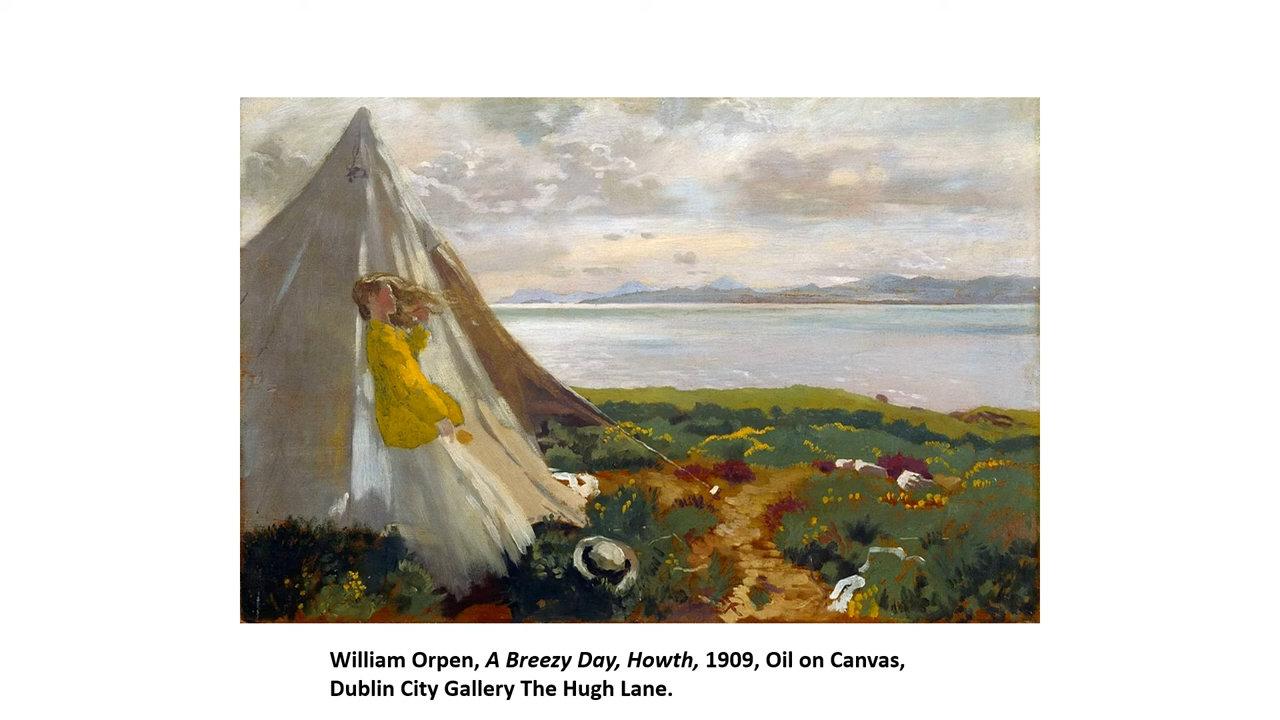 William Orpen, A Breezy Day, Howth, 1909, Oil on Canvas,
Dublin City Gallery The Hugh Lane.